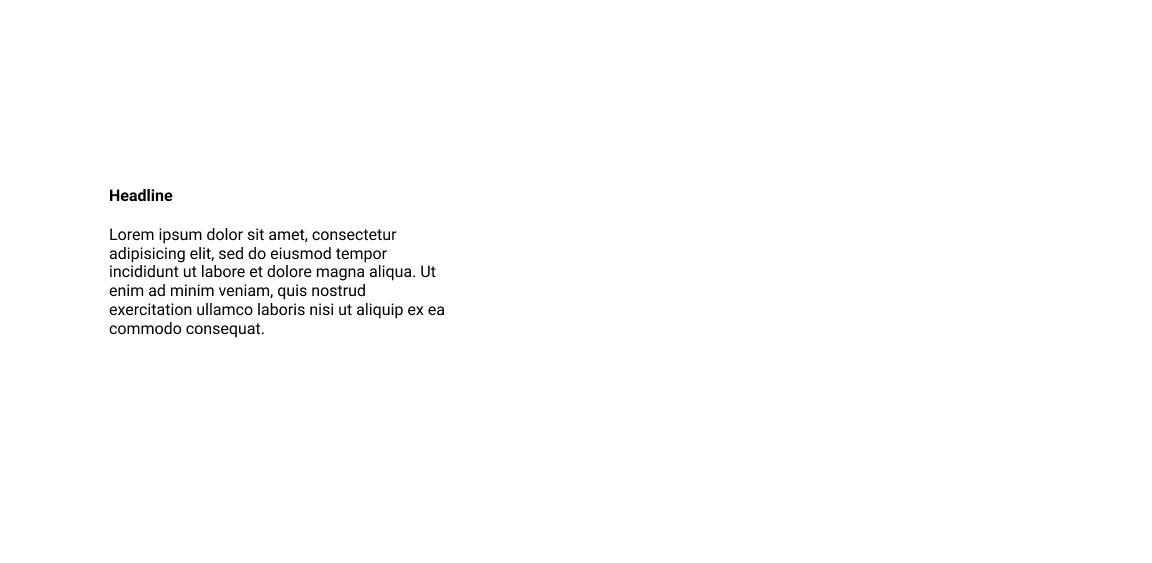 Headline
Lorem ipsum dolor sit amet, consectetur
adipisicing elit, sed do eiusmod tempor
incididunt ut labore et dolore magna aliqua. Ut
enim ad minim veniam, quis nostrud
exercitation ullamco laboris nisi ut aliquip ex ea
commodo consequat.